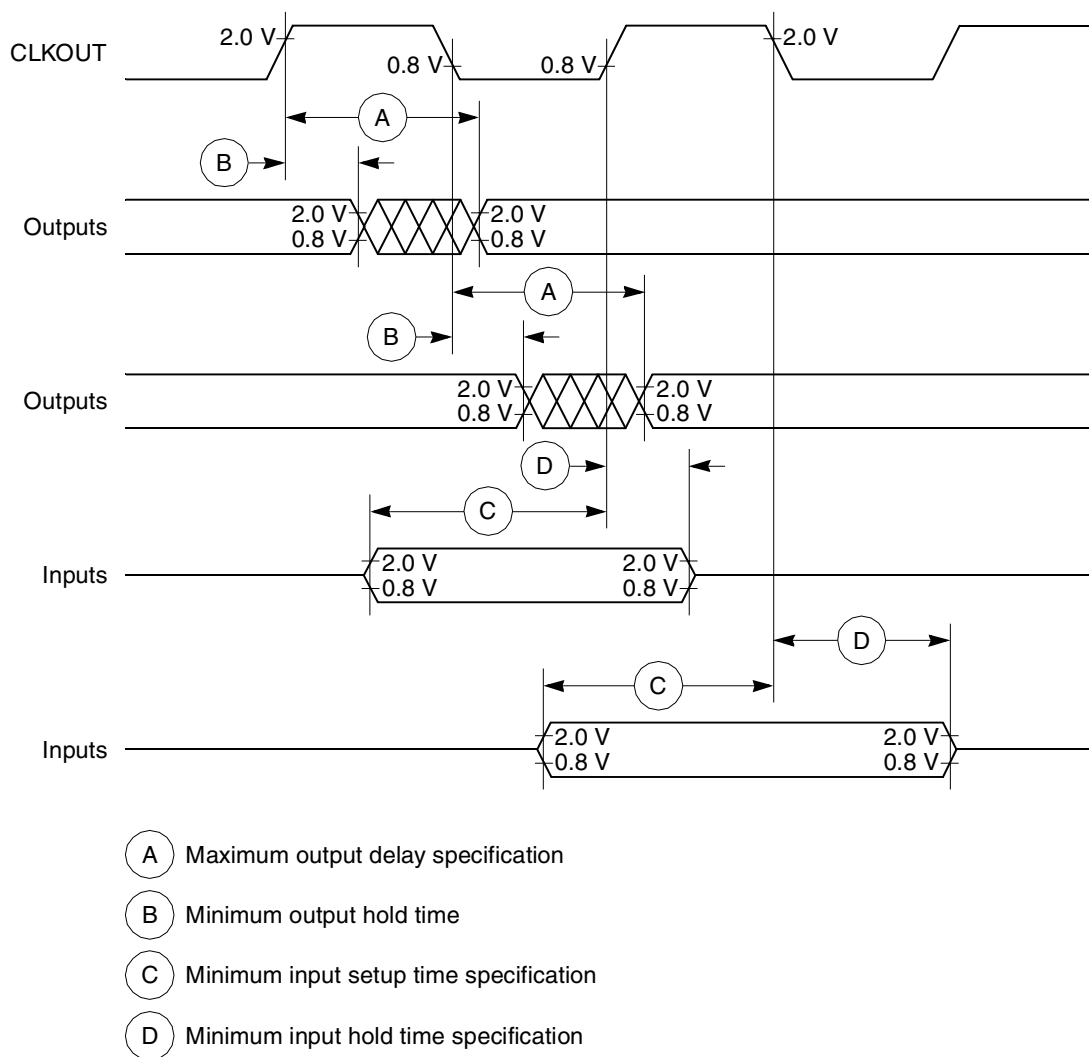 CLKOUT
2.0 V
0.8 V
0.8 V
2.0 V
A
B
Outputs
2.0 V
0.8 V
2.0 V
0.8 V
A
B
Outputs
2.0 V
0.8 V
2.0 V
0.8 V
D
C
Inputs
2.0 V
0.8 V
2.0 V
0.8 V
D
C
Inputs
2.0 V
0.8 V
2.0 V
0.8 V
A Maximum output delay specification
B Minimum output hold time
C Minimum input setup time specification
D Minimum input hold time specification